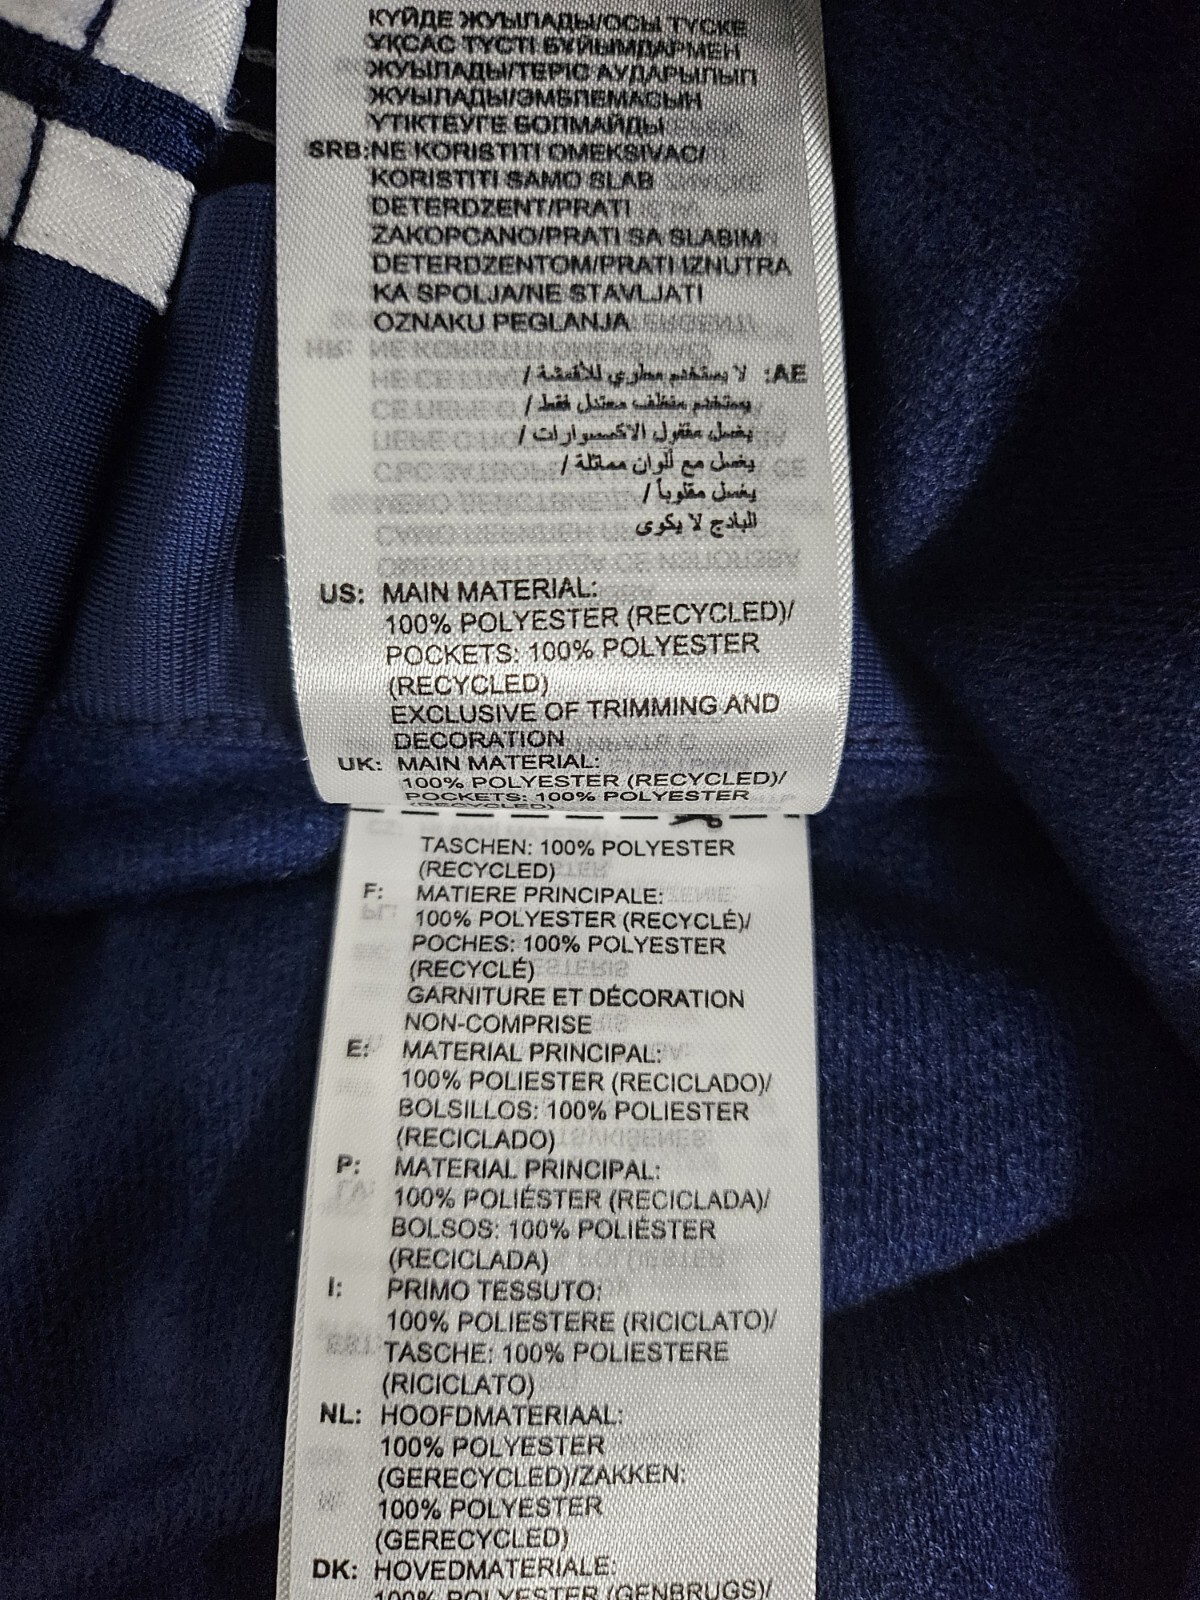 КҮЙДЕ ЖУЫЛАДЫ/ОСЫ ТҮСКЕ
ҰҚСАС ТҮСТІ БҰЙЫМДАРМЕН
ЖУЫЛАДЫ/ТЕРІС АУДАРЫЛЫП
ЖУЫЛАДЫ/ЭМБЛЕМАСЫН
ҮТІКТЕУГЕ БОЛМАЙДЫ
SRB: NE KORISTITI OMEKSIVAC/
KORISTITI SAMO SLAB
DETERDZENT/PRATI
ZAKOPCANO/PRATI SA SLABIM
DETERDZENTOM/PRATI IZNUTRA
KA SPOLJA/NE STAVLJATI
OZNAKU PEGLANJA
AE: لا يستخدم مطري للأقمشة /
يستخدم منظف معتدل فقط /
يغسل مقفول الاكسسوارات /
يغسل مع ألوان مماثلة /
يغسل مقلوباً /
البادج لا يكوى
US: MAIN MATERIAL:
100% POLYESTER (RECYCLED)/
POCKETS: 100% POLYESTER
(RECYCLED)
EXCLUSIVE OF TRIMMING AND
DECORATION
UK: MAIN MATERIAL:
100% POLYESTER (RECYCLED)/
POCKETS: 100% POLYESTER
(RECYCLED)
TASCHEN: 100% POLYESTER
(RECYCLED)
F: MATIERE PRINCIPALE:
100% POLYESTER (RECYCLÉ)/
POCHES: 100% POLYESTER
(RECYCLÉ)
GARNITURE ET DÉCORATION
NON-COMPRISE
E: MATERIAL PRINCIPAL:
100% POLIESTER (RECICLADO)/
BOLSILLOS: 100% POLIESTER
(RECICLADO)
P: MATERIAL PRINCIPAL:
100% POLIÉSTER (RECICLADA)/
BOLSOS: 100% POLIÉSTER
(RECICLADA)
I: PRIMO TESSUTO:
100% POLIESTERE (RICICLATO)/
TASCHE: 100% POLIESTERE
(RICICLATO)
NL: HOOFDMATERIAAL:
100% POLYESTER
(GERECYCLED)/ZAKKEN:
100% POLYESTER
(GERECYCLED)
DK: HOVEDMATERIALE:
100% POLYESTER (GENBRUGS)/